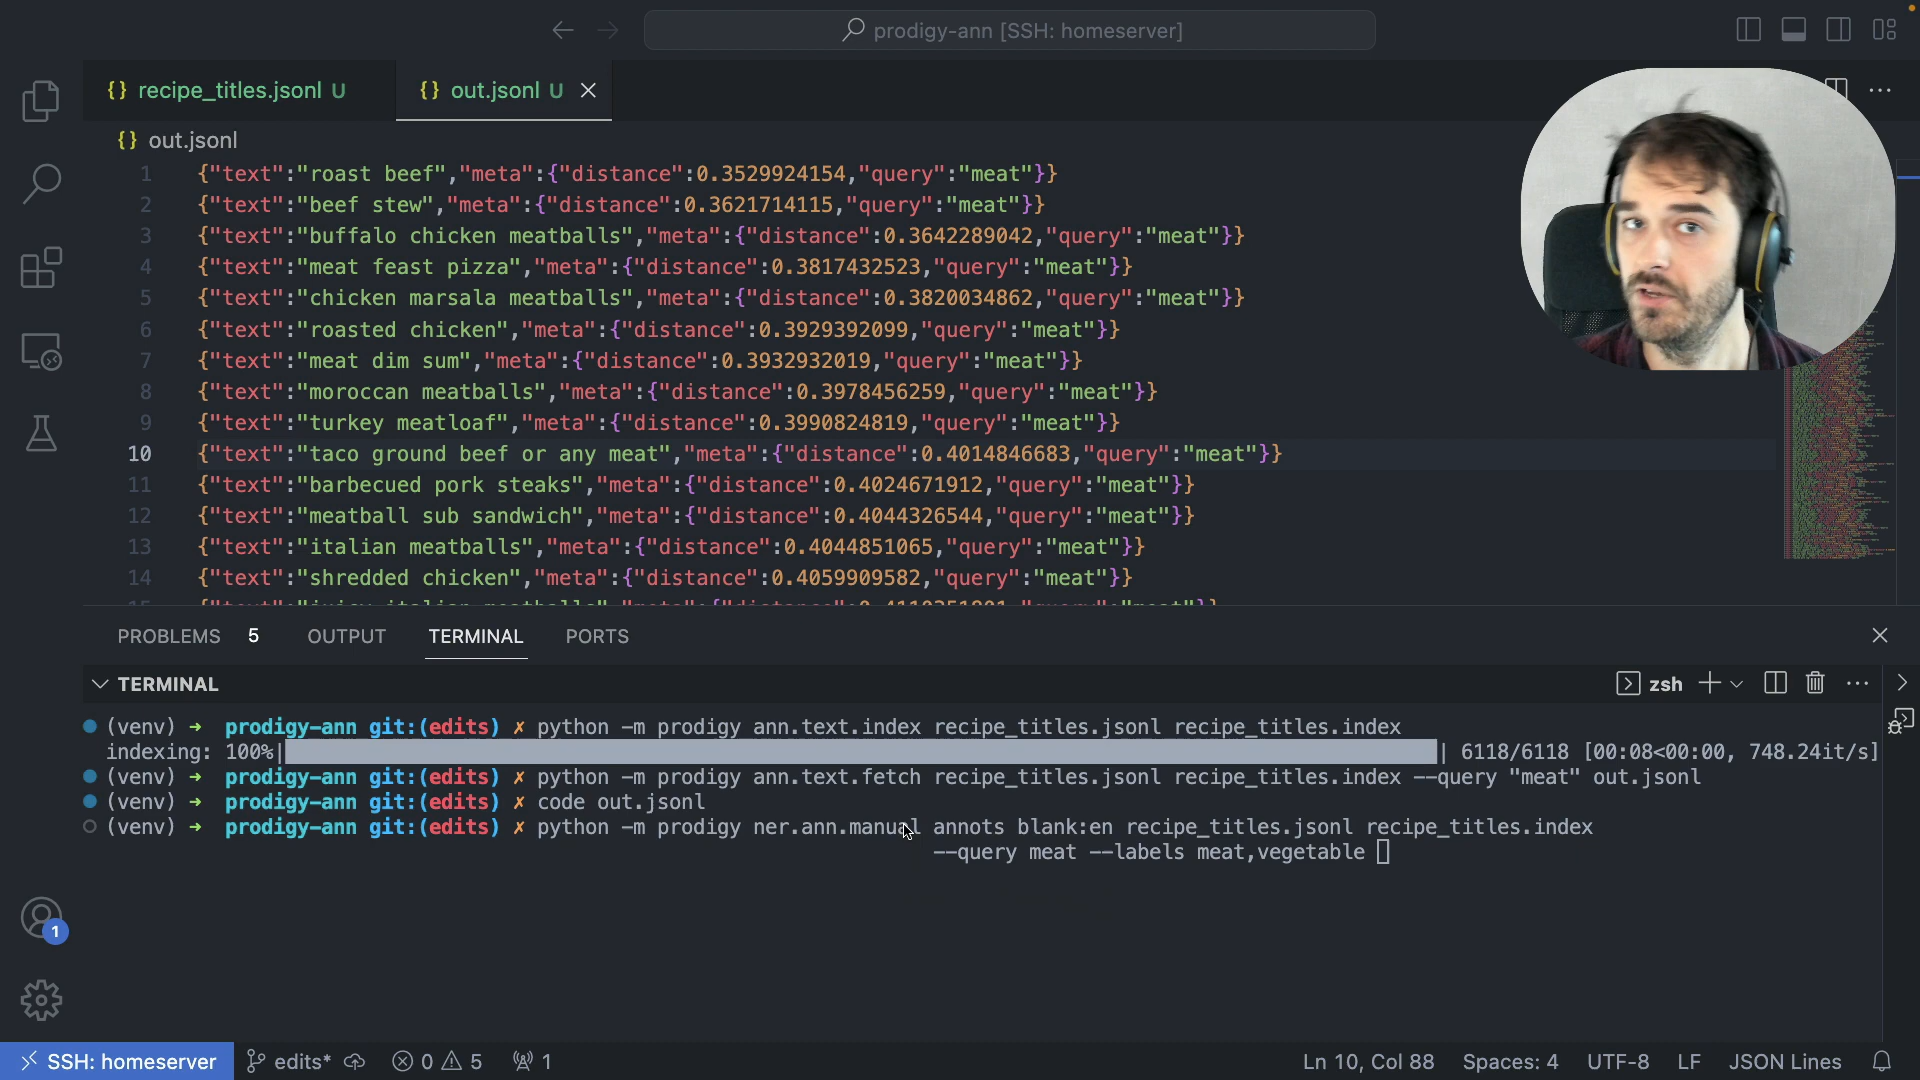 prodigy-ann [SSH: homeserver]
{} recipe_titles.jsonl U
{} out.jsonl U
{} out.jsonl
1 {"text":"roast beef","meta":{"distance":0.3529924154,"query":"meat"}}
2 {"text":"beef stew","meta":{"distance":0.3621714115,"query":"meat"}}
3 {"text":"buffalo chicken meatballs","meta":{"distance":0.3642289042,"query":"meat"}}
4 {"text":"meat feast pizza","meta":{"distance":0.3817432523,"query":"meat"}}
5 {"text":"chicken marsala meatballs","meta":{"distance":0.3820034862,"query":"meat"}}
6 {"text":"roasted chicken","meta":{"distance":0.3929392099,"query":"meat"}}
7 {"text":"meat dim sum","meta":{"distance":0.3932932019,"query":"meat"}}
8 {"text":"moroccan meatballs","meta":{"distance":0.3978456259,"query":"meat"}}
9 {"text":"turkey meatloaf","meta":{"distance":0.3990824819,"query":"meat"}}
10 {"text":"taco ground beef or any meat","meta":{"distance":0.4014846683,"query":"meat"}}
11 {"text":"barbecued pork steaks","meta":{"distance":0.4024671912,"query":"meat"}}
12 {"text":"meatball sub sandwich","meta":{"distance":0.4044326544,"query":"meat"}}
13 {"text":"italian meatballs","meta":{"distance":0.4044851065,"query":"meat"}}
14 {"text":"shredded chicken","meta":{"distance":0.4059909582,"query":"meat"}}
PROBLEMS 5 OUTPUT TERMINAL PORTS
TERMINAL
zsh
(venv) ➜ prodigy-ann git:(edits) ✗ python -m prodigy ann.text.index recipe_titles.jsonl recipe_titles.index
indexing: 100%| | 6118/6118 [00:08<00:00, 748.24it/s]
(venv) ➜ prodigy-ann git:(edits) ✗ python -m prodigy ann.text.fetch recipe_titles.jsonl recipe_titles.index --query "meat" out.jsonl
(venv) ➜ prodigy-ann git:(edits) ✗ code out.jsonl
(venv) ➜ prodigy-ann git:(edits) ✗ python -m prodigy ner.ann.manual annots blank:en recipe_titles.jsonl recipe_titles.index
--query meat --labels meat,vegetable
1
SSH: homeserver edits* 0 5 1 Ln 10, Col 88 Spaces: 4 UTF-8 LF JSON Lines